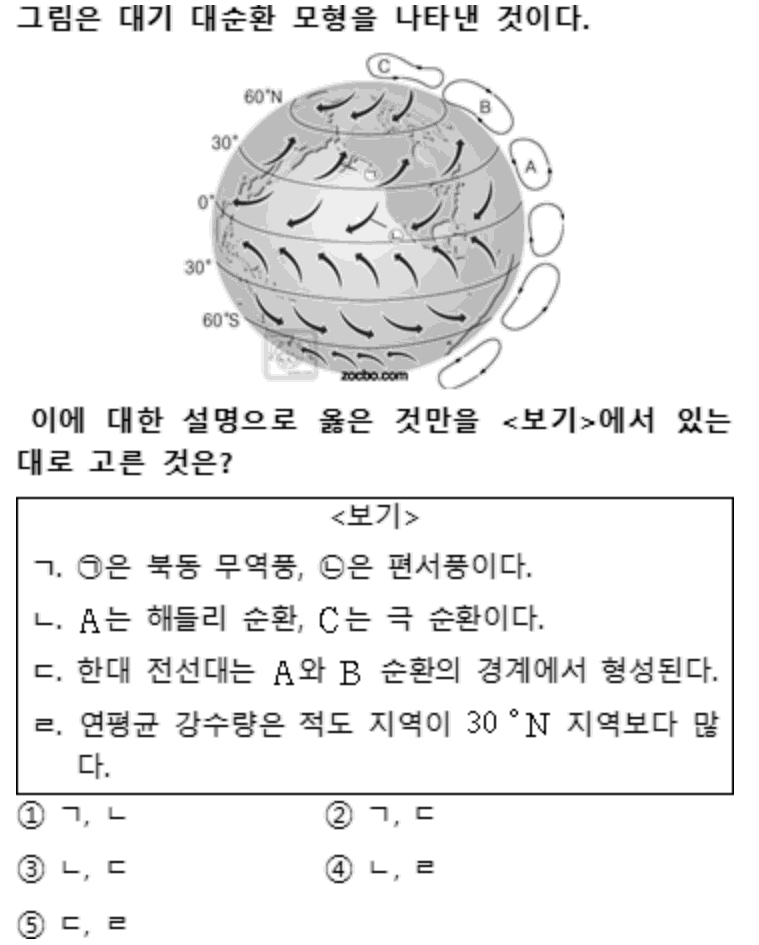 그림은 대기 대순환 모형을 나타낸 것이다.
C
60°N
B
30°
A
㉠
0°
㉡
30°
60°S
zocbo.com
이에 대한 설명으로 옳은 것만을 <보기>에서 있는
대로 고른 것은?
<보기>
ㄱ. ㉠은 북동 무역풍, ㉡은 편서풍이다.
ㄴ. A는 해들리 순환, C는 극 순환이다.
ㄷ. 한대 전선대는 A와 B 순환의 경계에서 형성된다.
ㄹ. 연평균 강수량은 적도 지역이 30°N 지역보다 많
다.
① ㄱ, ㄴ ② ㄱ, ㄷ
③ ㄴ, ㄷ ④ ㄴ, ㄹ
⑤ ㄷ, ㄹ